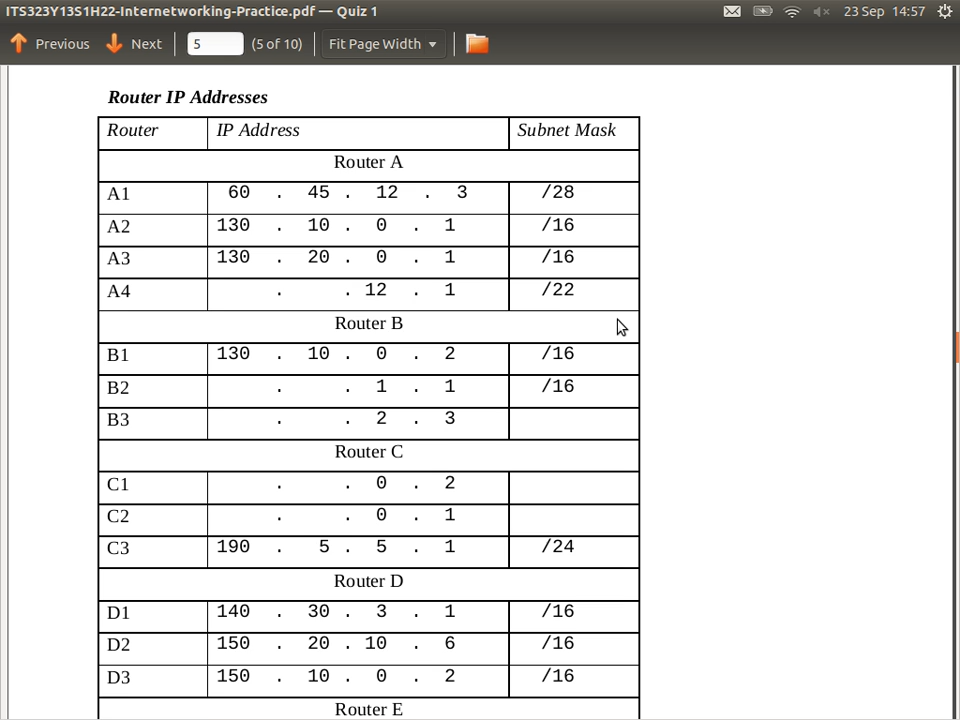 ITS323Y13S1H22-Internetworking-Practice.pdf — Quiz 1 23 Sep 14:57
Previous Next 5 (5 of 10) Fit Page Width
Router IP Addresses
Router IP Address Subnet Mask
Router A
A1 60 . 45 . 12 . 3 /28
A2 130 . 10 . 0 . 1 /16
A3 130 . 20 . 0 . 1 /16
A4 . . 12 . 1 /22
Router B
B1 130 . 10 . 0 . 2 /16
B2 . . 1 . 1 /16
B3 . . 2 . 3
Router C
C1 . . 0 . 2
C2 . . 0 . 1
C3 190 . 5 . 5 . 1 /24
Router D
D1 140 . 30 . 3 . 1 /16
D2 150 . 20 . 10 . 6 /16
D3 150 . 10 . 0 . 2 /16
Router E